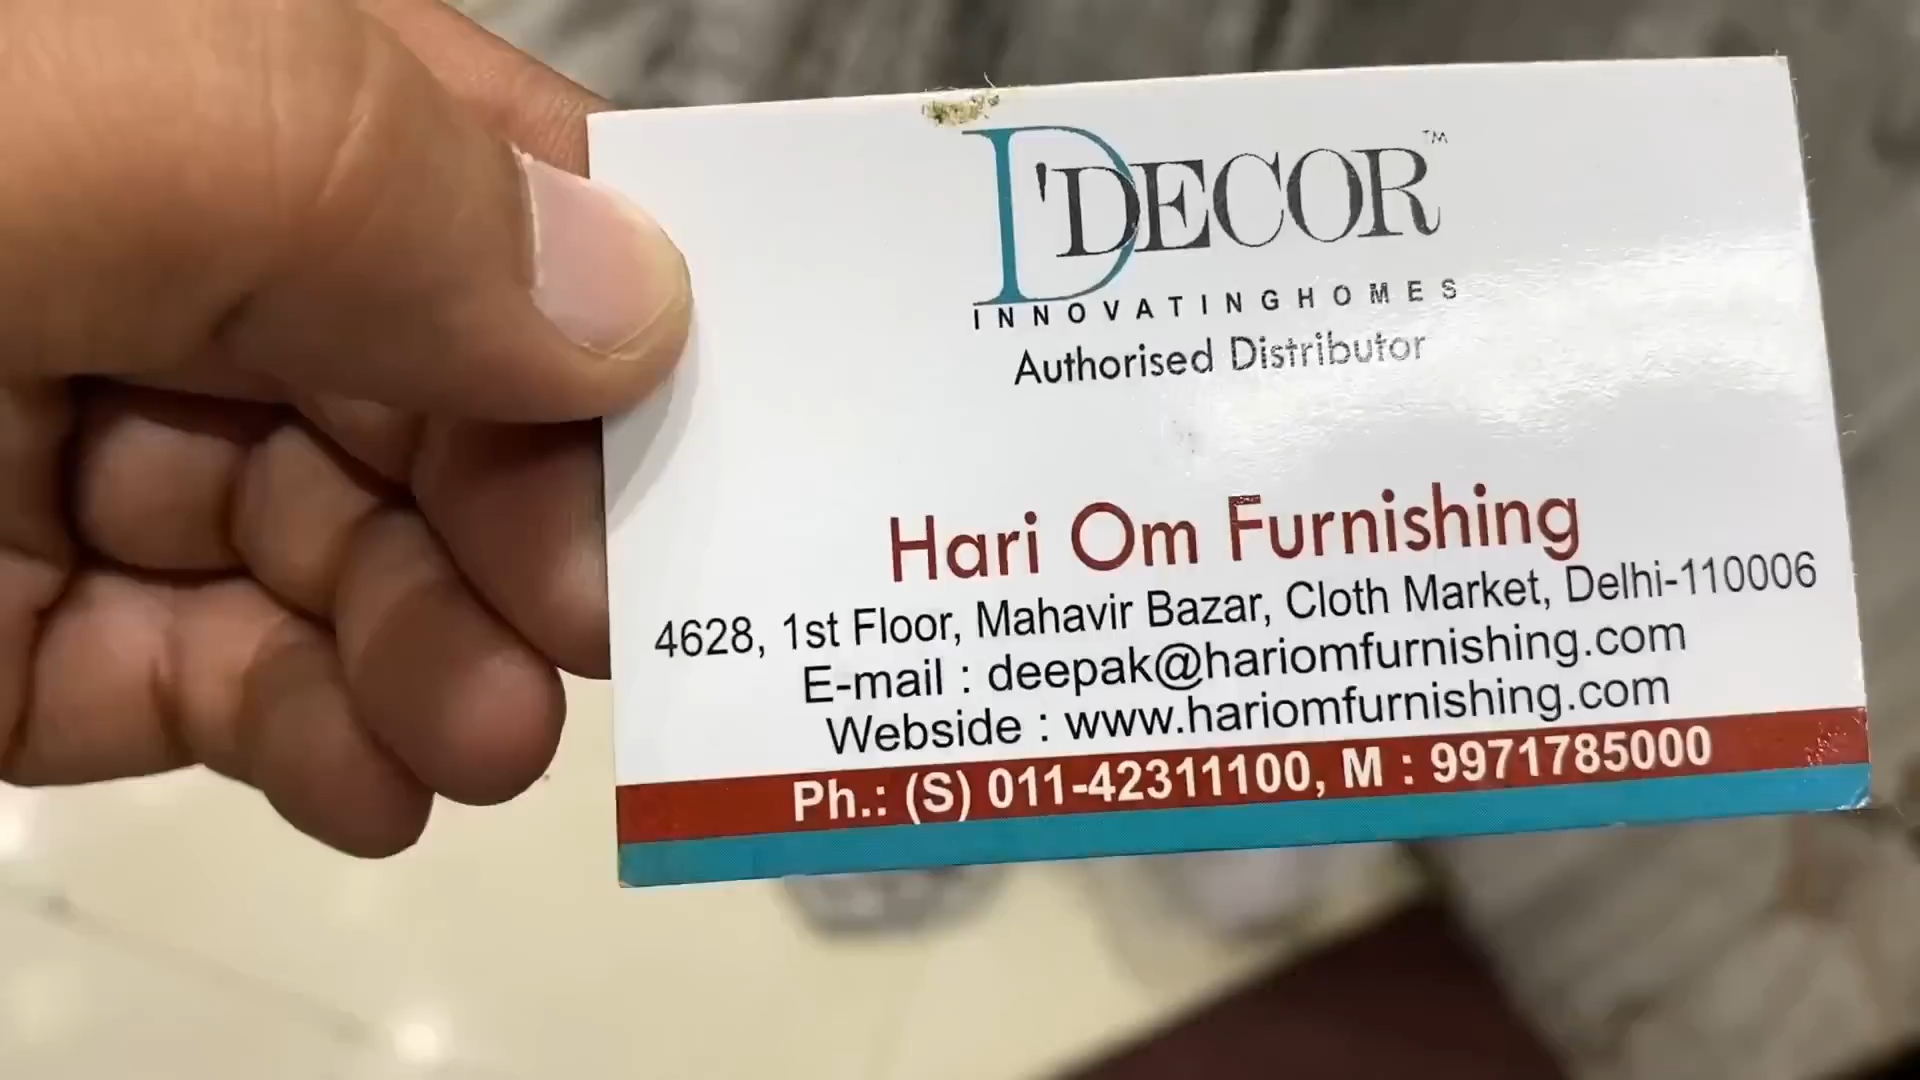 D'DECOR™
INNOVATINGHOMES
Authorised Distributor
Hari Om Furnishing
4628, 1st Floor, Mahavir Bazar, Cloth Market, Delhi-110006
E-mail : deepak@hariomfurnishing.com
Webside : www.hariomfurnishing.com
Ph.: (S) 011-42311100, M : 9971785000